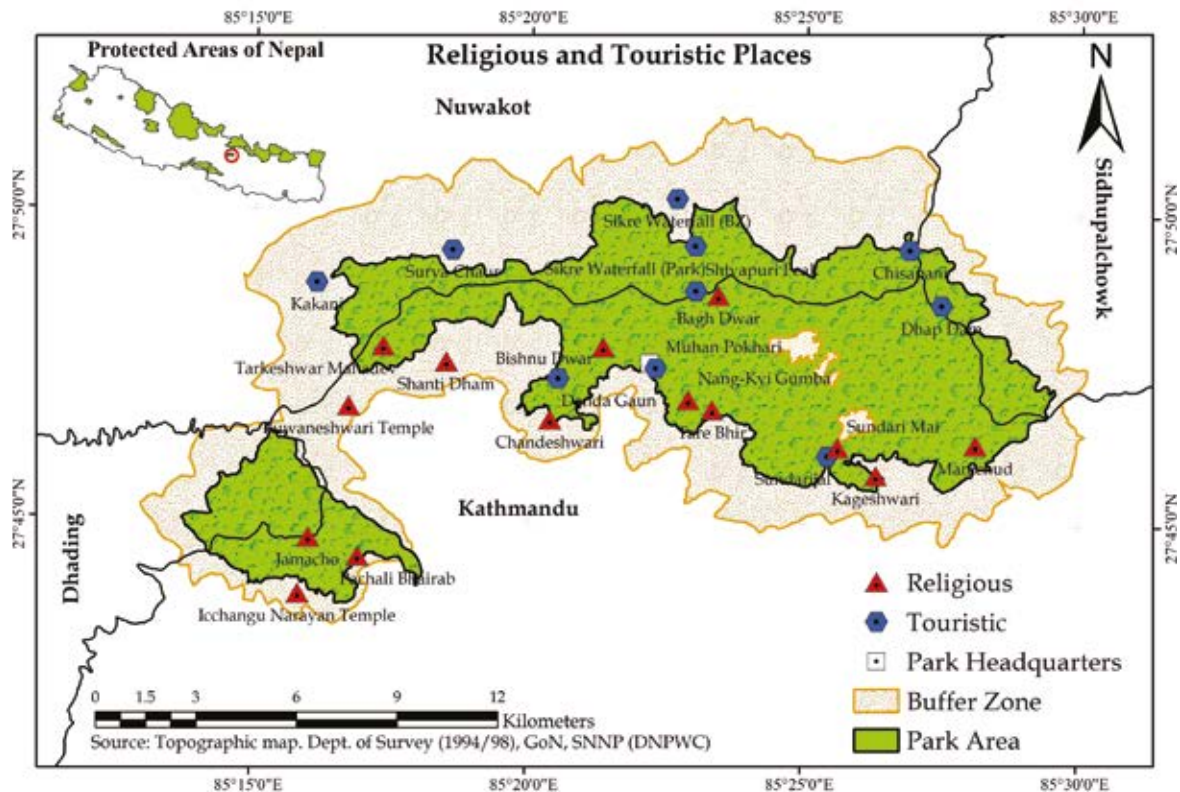 85°15'0"E 85°20'0"E 85°25'0"E 85°30'0"E
Protected Areas of Nepal
Religious and Touristic Places
N
Nuwakot
Sidhupalchowk
27°50'0"N
27°50'0"N
Sikre Waterfall (BZ)
Surya Chaur
Sikre Waterfall (Park)
Shivapuri Peak
Chisapani
Kakani
Bagh Dwar
Dhap Dam
Muhan Pokhari
Bishnu Dwar
Tarkeshwar Mahadev
Shanti Dham
Nang-Kyi Gumba
Danda Gaun
Tare Bhir
Sundari Mai
Chandeshwari
Manichud
Sundarijal
Kageshwari
27°45'0"N
27°45'0"N
Kathmandu
Dhading
Jamacho
Pachali Bhairab
Icchangu Narayan Temple
Temple
Religious
Touristic
Park Headquarters
Buffer Zone
Park Area
0 1.5 3 6 9 12
Kilometers
Source: Topographic map. Dept. of Survey (1994/98), GoN, SNNP (DNPWC)
85°15'0"E 85°20'0"E 85°25'0"E 85°30'0"E